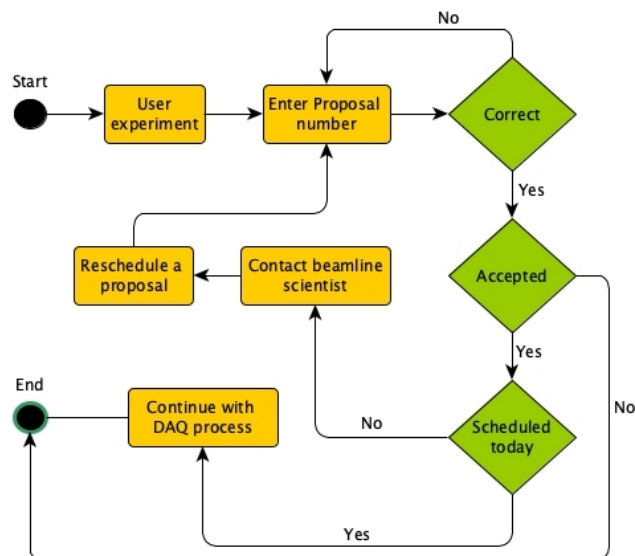 No
Start
User
experiment
Enter Proposal
number
Correct
Yes
Reschedule a
proposal
Contact beamline
scientist
Accepted
Yes
End
Continue with
DAQ process
No
Scheduled
today
No
Yes